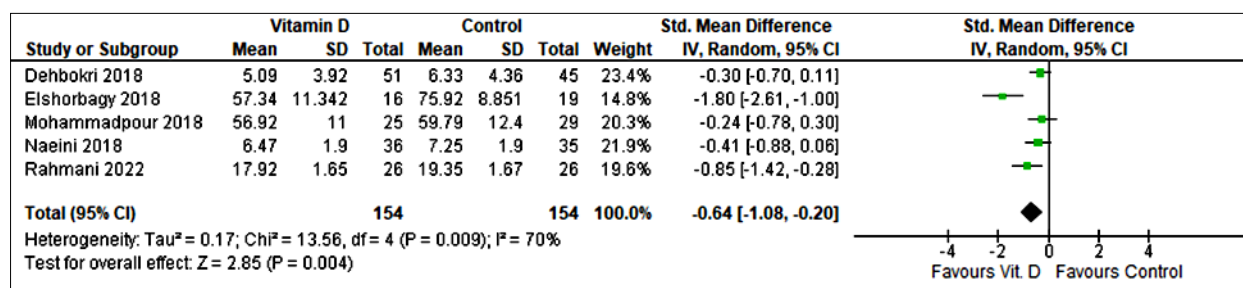 Vitamin D Control Std. Mean Difference Std. Mean Difference
Study or Subgroup Mean SD Total Mean SD Total Weight IV, Random, 95% CI IV, Random, 95% CI
Dehbokri 2018 5.09 3.92 51 6.33 4.36 45 23.4% -0.30 [-0.70, 0.11]
Elshorbagy 2018 57.34 11.342 16 75.92 8.851 19 14.8% -1.80 [-2.61, -1.00]
Mohammadpour 2018 56.92 11 25 59.79 12.4 29 20.3% -0.24 [-0.78, 0.30]
Naeini 2018 6.47 1.9 36 7.25 1.9 35 21.9% -0.41 [-0.88, 0.06]
Rahmani 2022 17.92 1.65 26 19.35 1.67 26 19.6% -0.85 [-1.42, -0.28]
Total (95% CI) 154 154 100.0% -0.64 [-1.08, -0.20]
Heterogeneity: Tau² = 0.17; Chi² = 13.56, df = 4 (P = 0.009); I² = 70%
Test for overall effect: Z = 2.85 (P = 0.004)
-4 -2 0 2 4
Favours Vit. D Favours Control